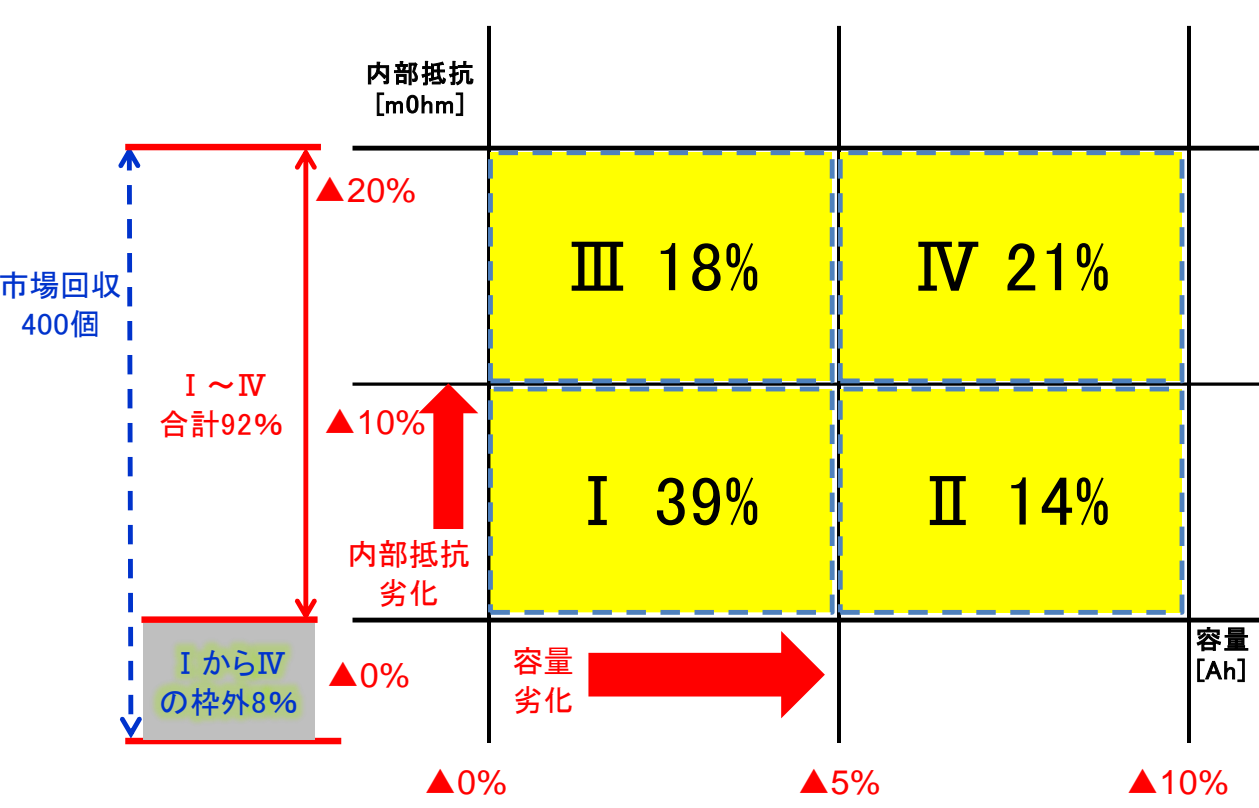 内部抵抗
[mOhm]
▲20%
Ⅲ 18%
Ⅳ 21%
市場回収
400個
Ⅰ～Ⅳ
合計92%
▲10%
Ⅰ 39%
Ⅱ 14%
内部抵抗
劣化
ⅠからⅣ
の枠外8%
▲0%
容量
劣化
容量
[Ah]
▲0%
▲5%
▲10%